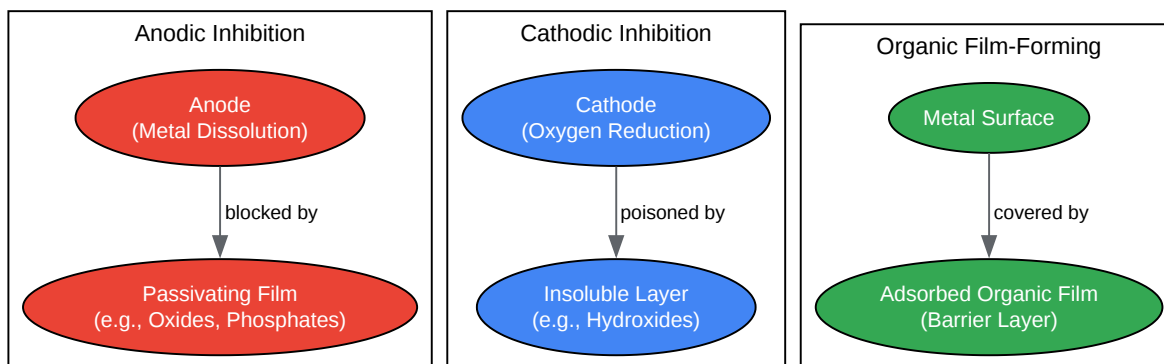 Anodic Inhibition
Anode
(Metal Dissolution)
blocked by
Passivating Film
(e.g., Oxides, Phosphates)
Cathodic Inhibition
Cathode
(Oxygen Reduction)
poisoned by
Insoluble Layer
(e.g., Hydroxides)
Organic Film-Forming
Metal Surface
covered by
Adsorbed Organic Film
(Barrier Layer)